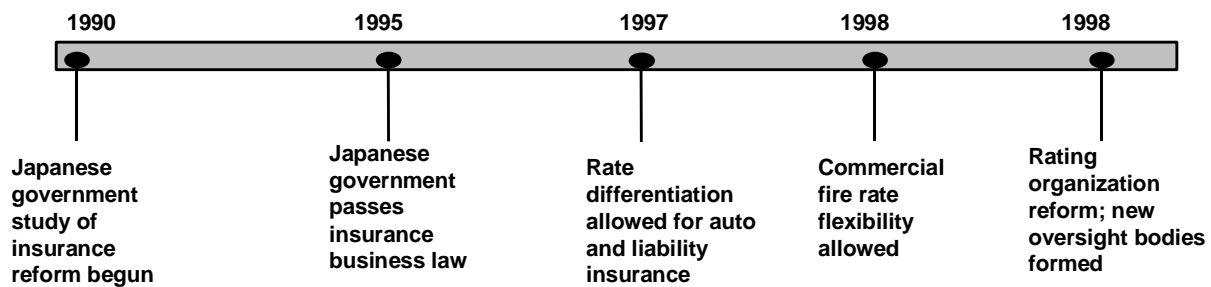 1990
1995
1997
1998
1998
Japanese
government
study of
insurance
reform begun
Japanese
government
passes
insurance
business law
Rate
differentiation
allowed for auto
and liability
insurance
Commercial
fire rate
flexibility
allowed
Rating
organization
reform; new
oversight bodies
formed